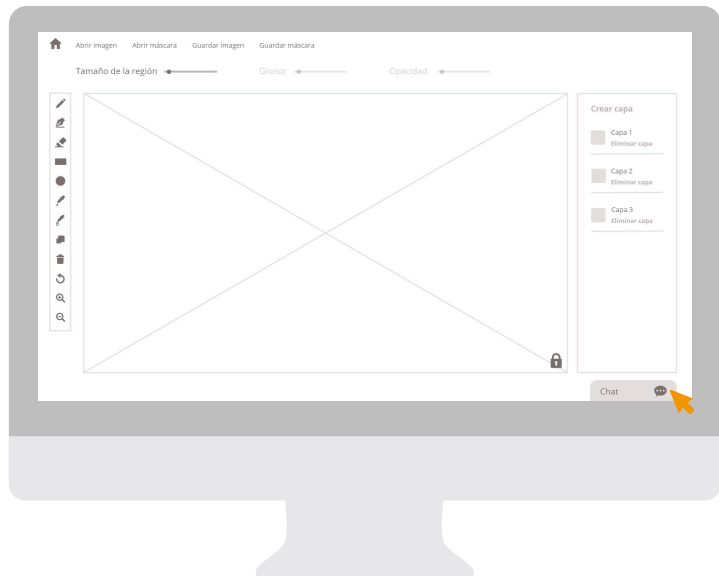 Abrir imagen Abrir máscara Guardar imagen Guardar máscara
Tamaño de la región Grosor Opacidad
Crear capa
Capa 1
Eliminar capa
Capa 2
Eliminar capa
Capa 3
Eliminar capa
Chat